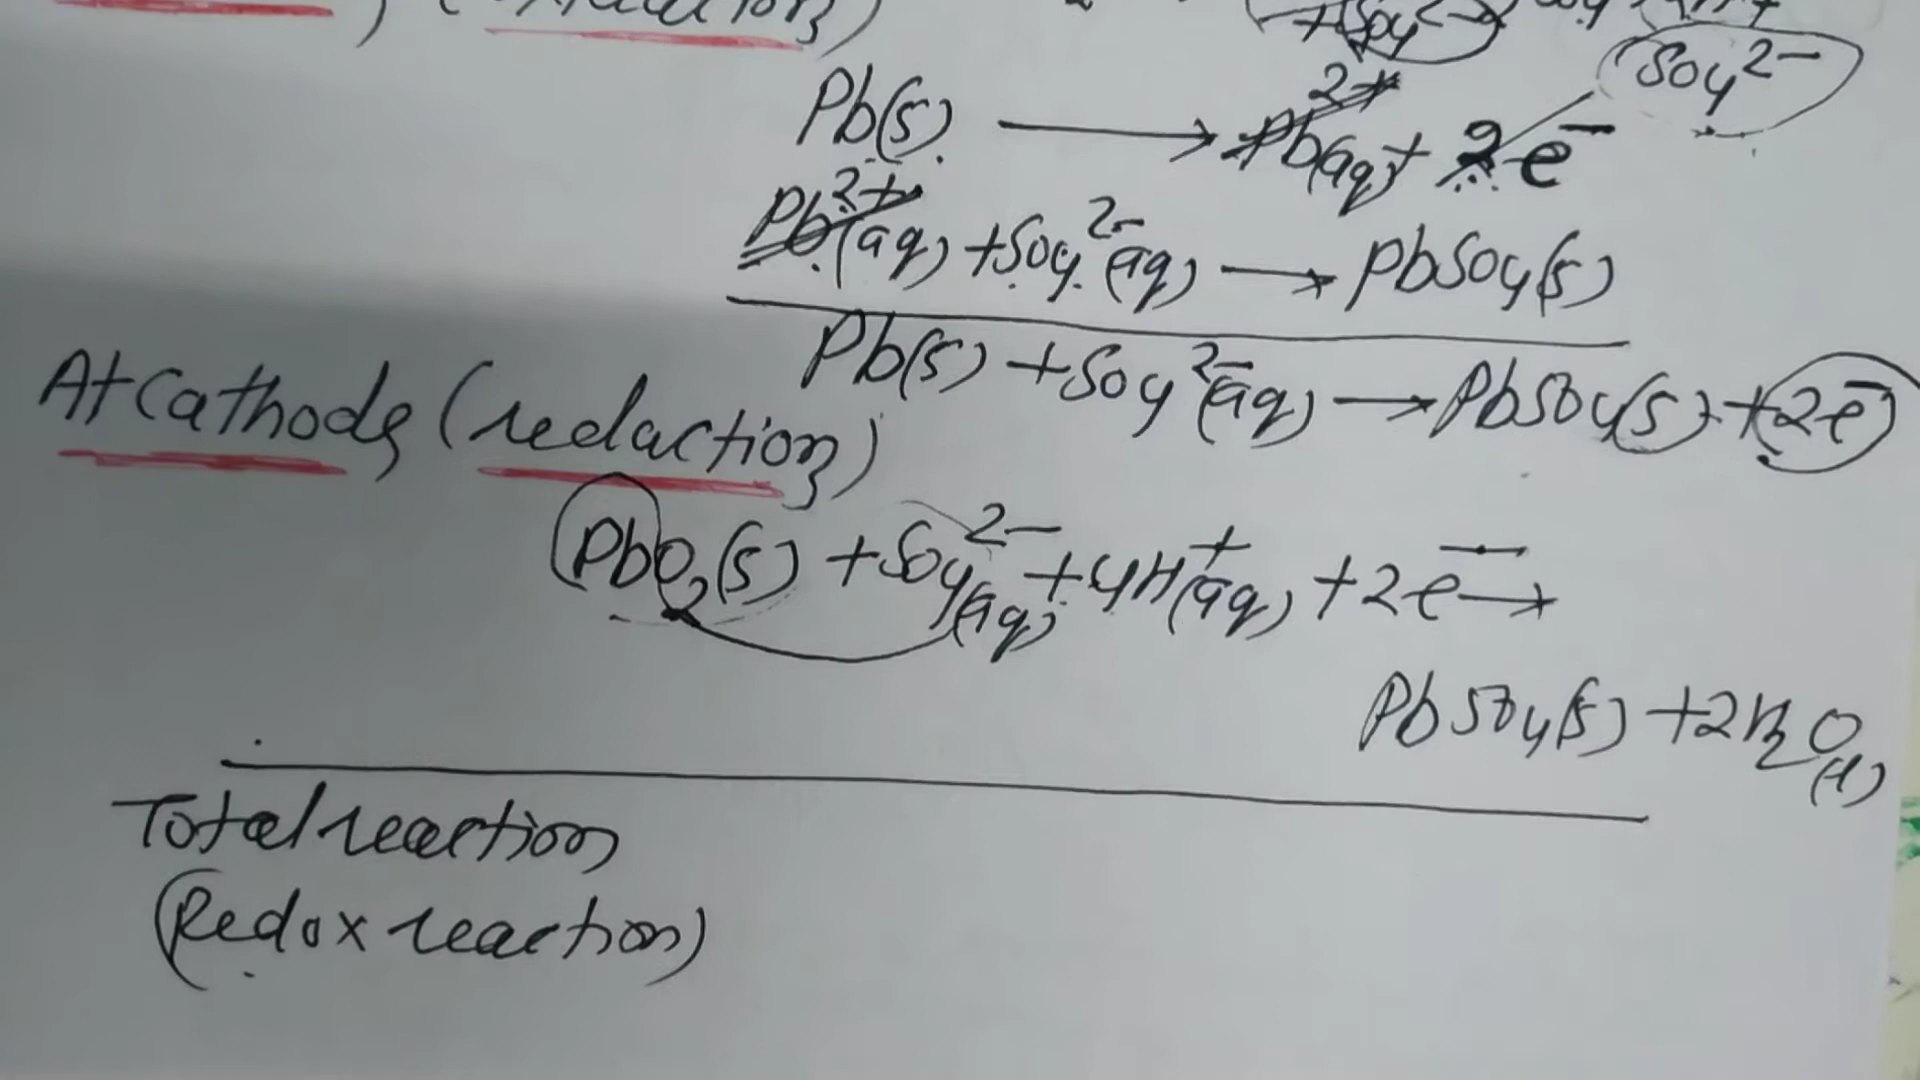 Pb(s) → Pb²⁺(aq) + 2e⁻
SO₄²⁻
Pb²⁺(aq) + SO₄²⁻(aq) → PbSO₄(s)
Pb(s) + SO₄²⁻(aq) → PbSO₄(s) + 2e⁻
At Cathode (reduction)
PbO₂(s) + SO₄²⁻(aq) + 4H⁺(aq) + 2e⁻ →
PbSO₄(s) + 2H₂O(l)
Total reaction
(Redox reaction)